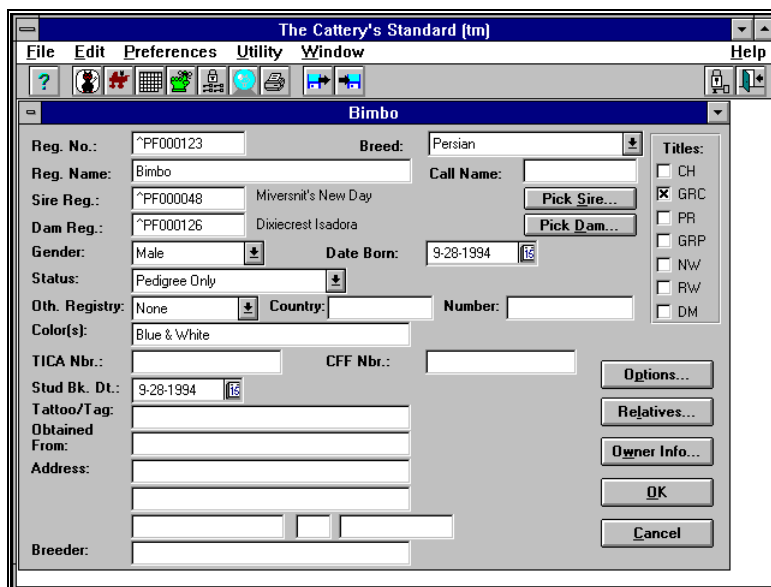 The Cattery's Standard (tm)
File Edit Preferences Utility Window Help
?
Bimbo
Reg. No.: ^PF000123 Breed: Persian Titles:
Reg. Name: Bimbo Call Name: CH
Sire Reg.: ^PF000048 Miversnit's New Day Pick Sire... GRC
Dam Reg.: ^PF000126 Dixiecrest Isadora Pick Dam... PR
Gender: Male Date Born: 9-28-1994 16 GRP
Status: Pedigree Only NW
RW
Oth. Registry: None Country: Number: DM
Color(s): Blue & White
TICA Nbr.: CFF Nbr.:
Options...
Stud Bk. Dt.: 9-28-1994 16
Tattoo/Tag: Relatives...
Obtained
From: Owner Info...
Address:
OK
Cancel
Breeder: